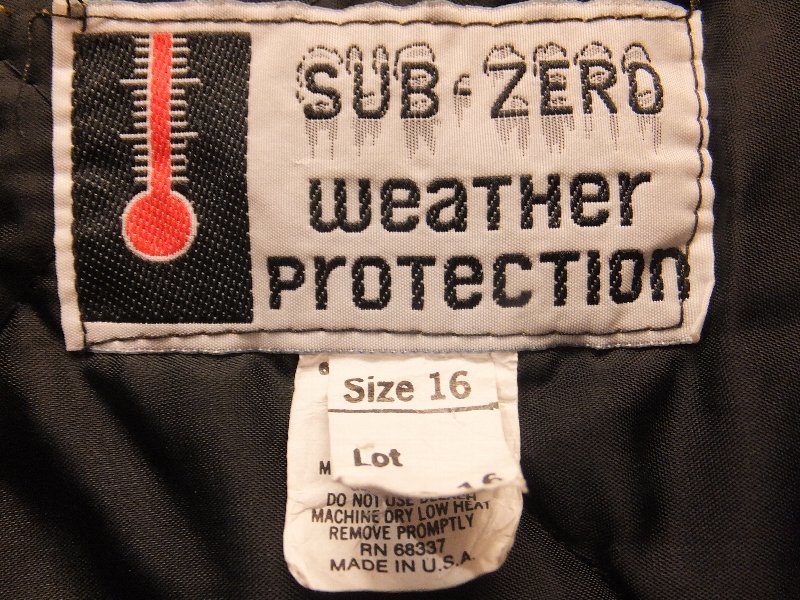 SUB-ZERO
weather
protection
Size 16
Lot
M
DO NOT USE BLEACH
MACHINE DRY LOW HEAT
REMOVE PROMPTLY
RN 68337
MADE IN U.S.A.